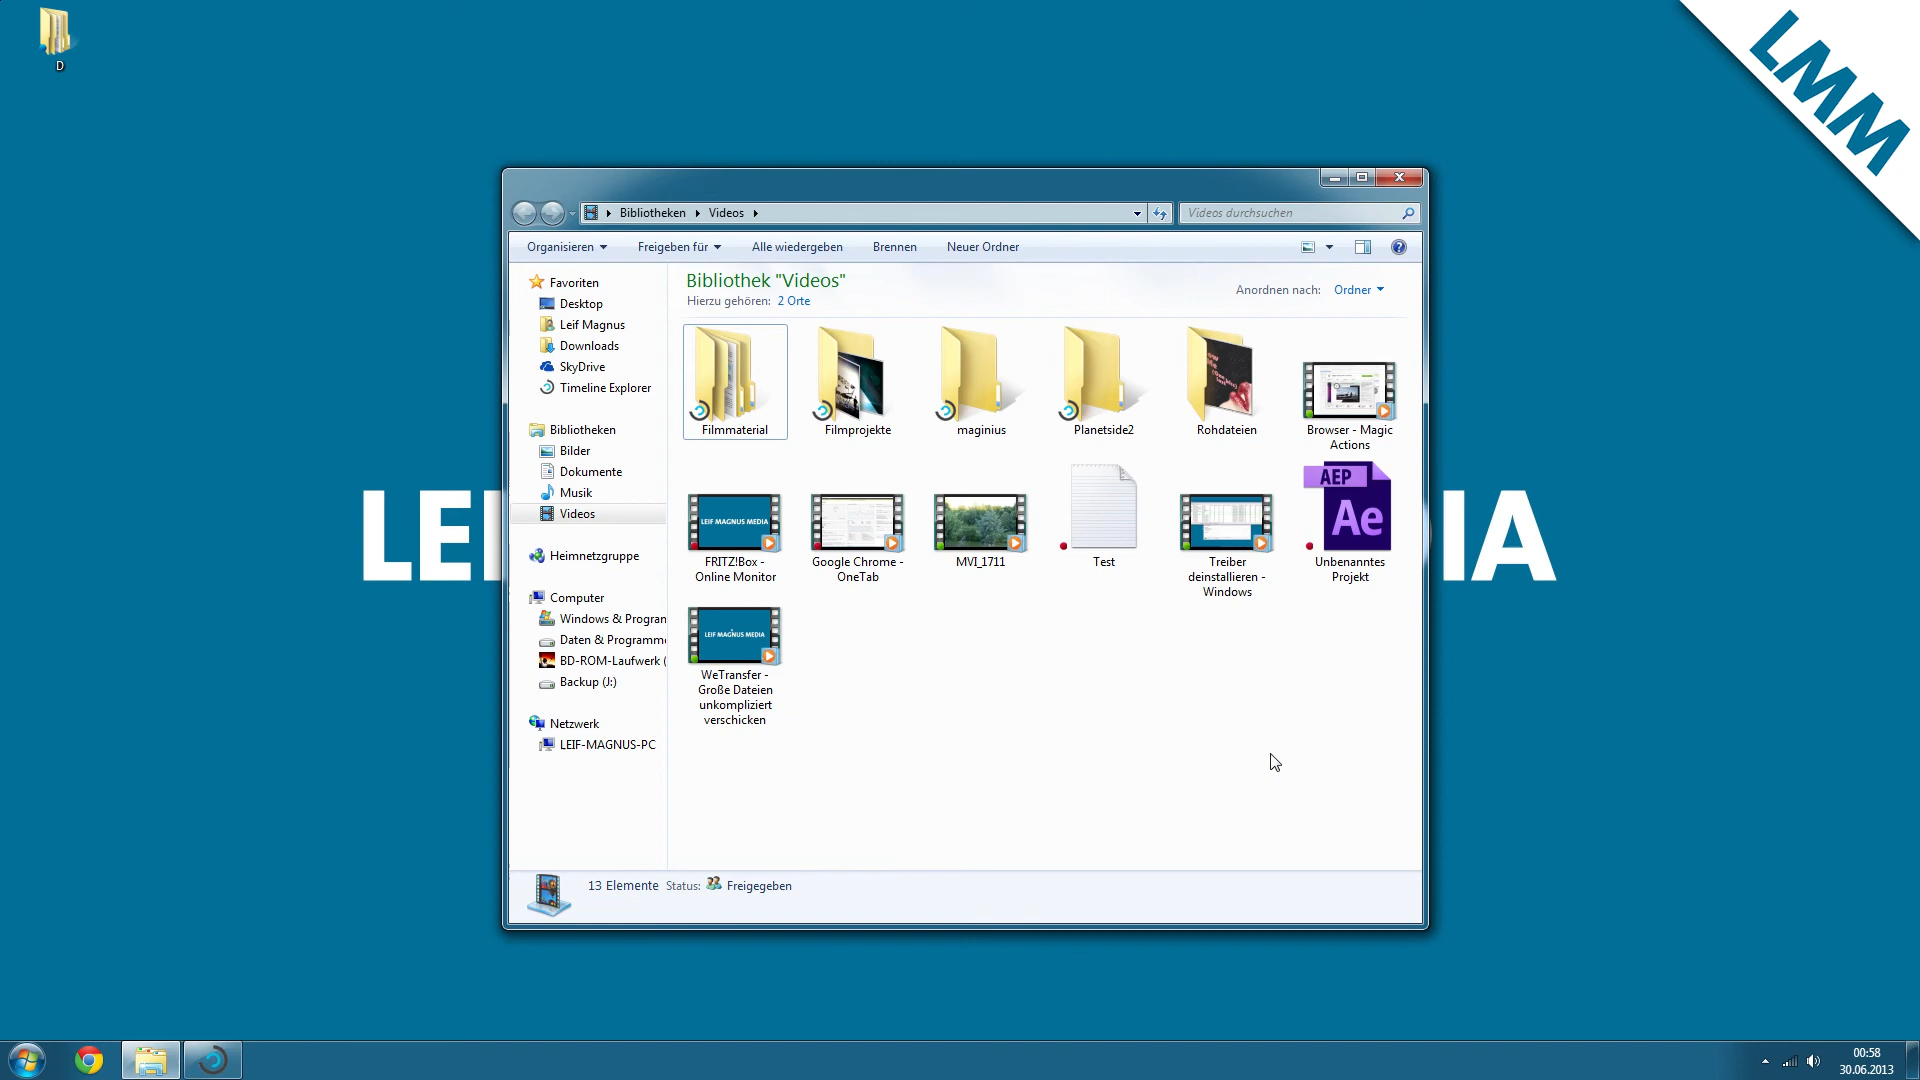 D
LMM
LEI
IA
Bibliotheken
Videos
Videos durchsuchen
Organisieren
Freigeben für
Alle wiedergeben
Brennen
Neuer Ordner
Favoriten
Desktop
Leif Magnus
Downloads
SkyDrive
Timeline Explorer
Bibliotheken
Bilder
Dokumente
Musik
Videos
Heimnetzgruppe
Computer
Windows & Program
Daten & Programme
BD-ROM-Laufwerk (
Backup (J:)
Netzwerk
LEIF-MAGNUS-PC
Bibliothek "Videos"
Hierzu gehören: 2 Orte
Anordnen nach: Ordner
Filmmaterial
Filmprojekte
maginius
Planetside2
Rohdateien
Browser - Magic
Actions
LEIF MAGNUS MEDIA
FRITZ!Box -
Online Monitor
Google Chrome -
OneTab
MVI_1711
Test
Treiber
deinstallieren -
Windows
AEP
Ae
Unbenanntes
Projekt
LEIF MAGNUS MEDIA
WeTransfer -
Große Dateien
unkompliziert
verschicken
13 Elemente Status: Freigegeben
00:58
30.06.2013